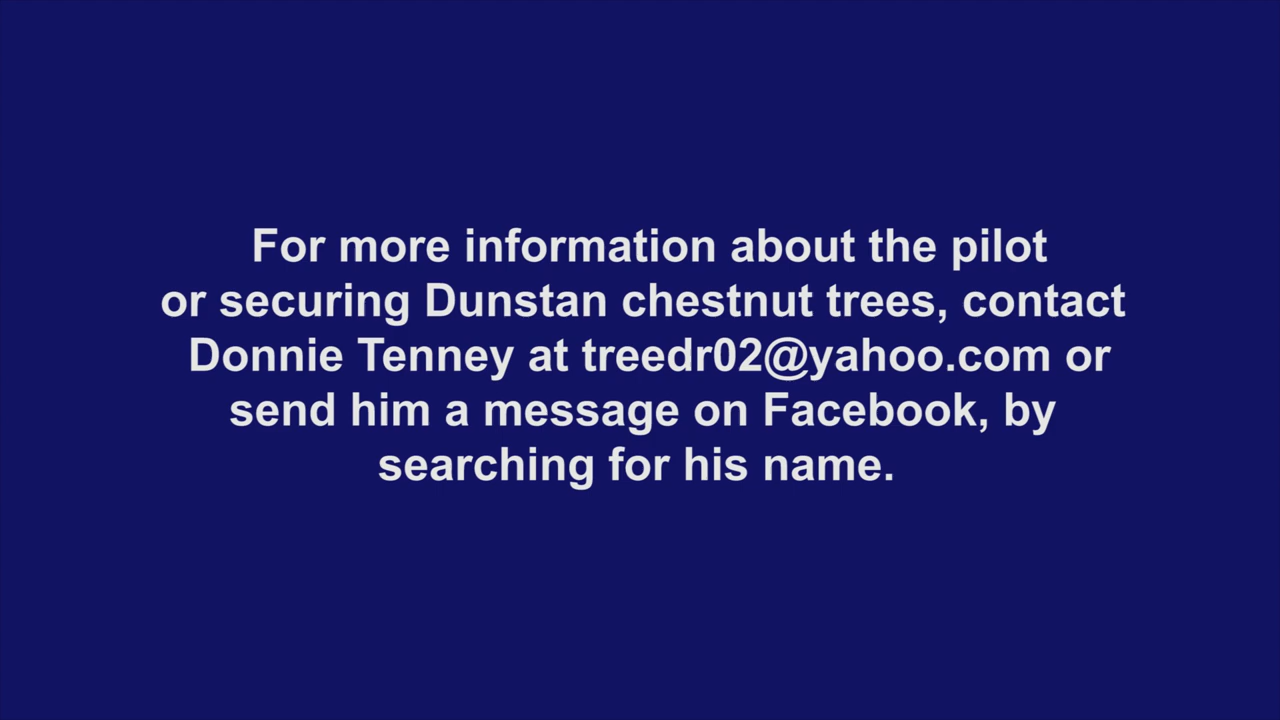 For more information about the pilot
or securing Dunstan chestnut trees, contact
Donnie Tenney at treedr02@yahoo.com or
send him a message on Facebook, by
searching for his name.